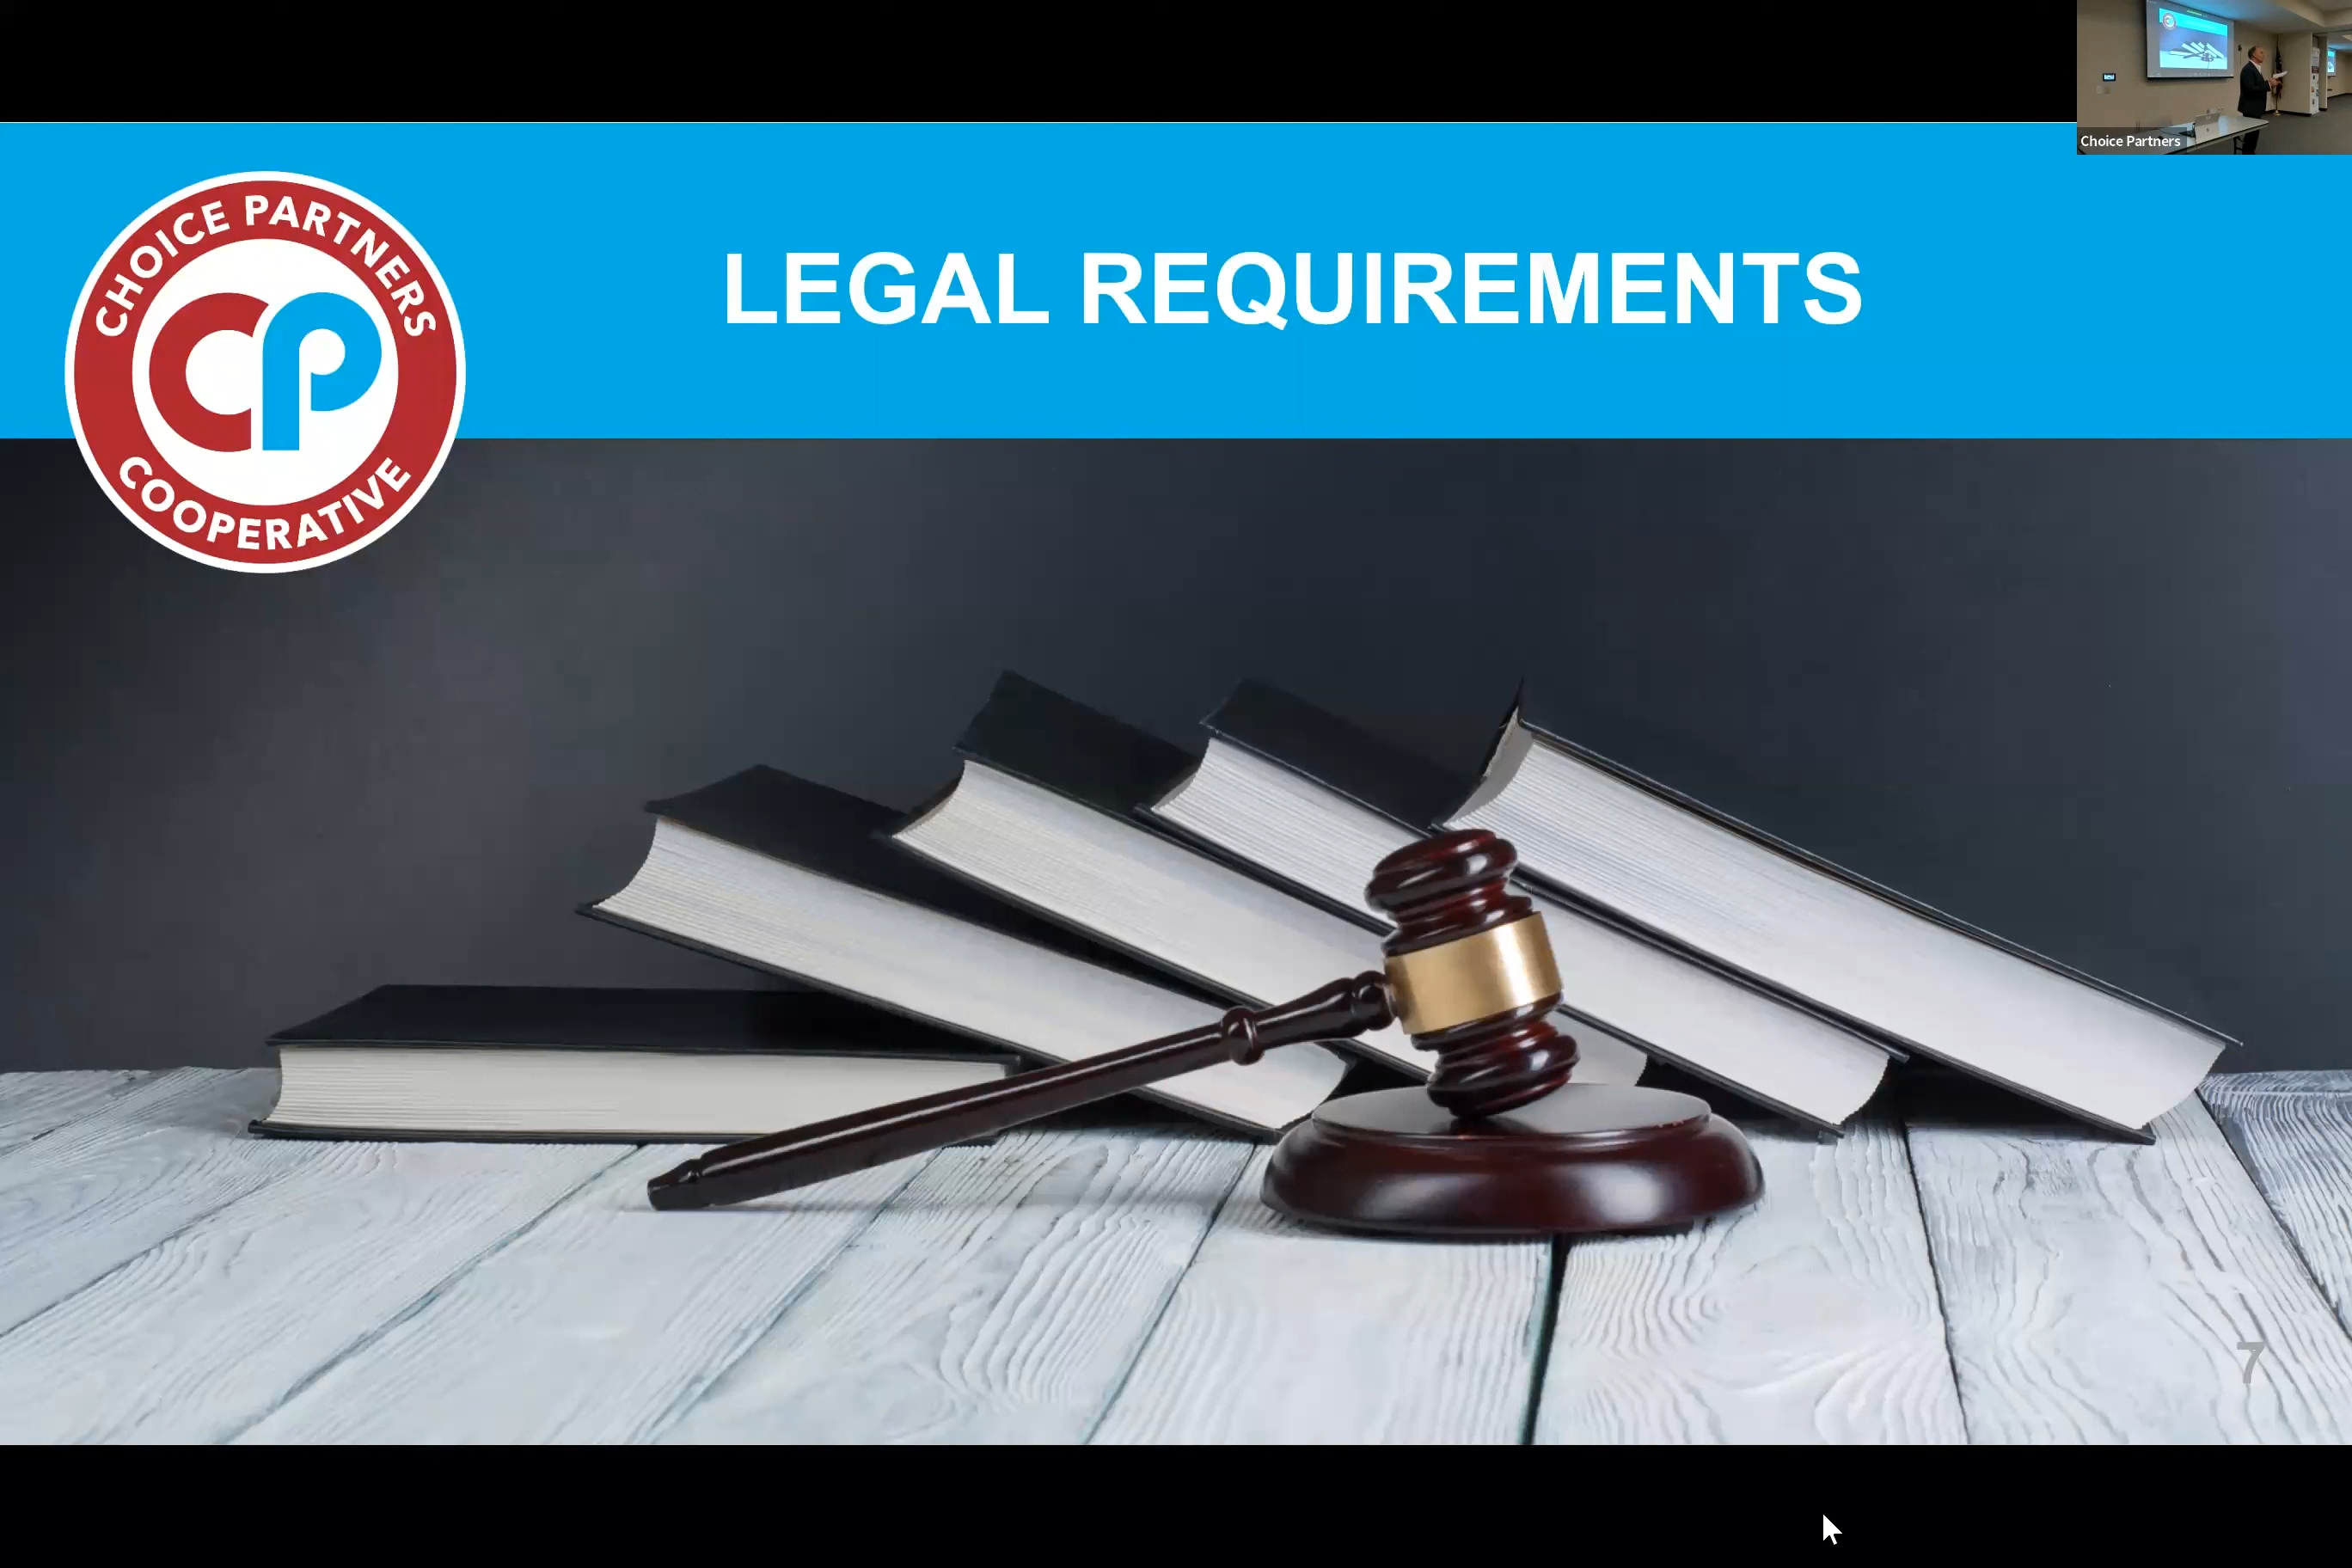 Choice Partners
CHOICE PARTNERS
CP
COOPERATIVE
LEGAL REQUIREMENTS
7